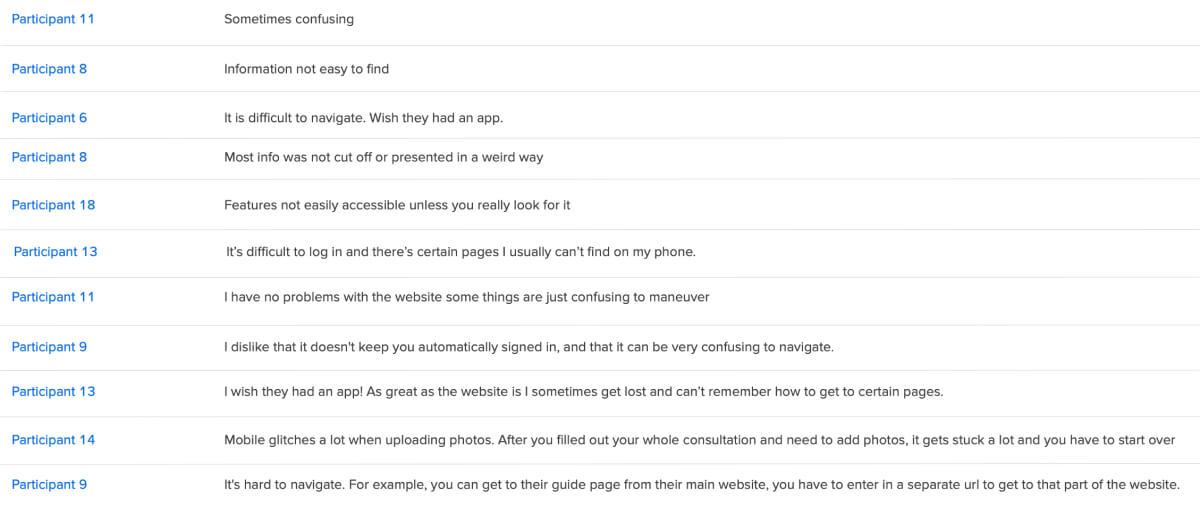 Participant 11 Sometimes confusing
Participant 8 Information not easy to find
Participant 6 It is difficult to navigate. Wish they had an app.
Participant 8 Most info was not cut off or presented in a weird way
Participant 18 Features not easily accessible unless you really look for it
Participant 13 It’s difficult to log in and there’s certain pages I usually can’t find on my phone.
Participant 11 I have no problems with the website some things are just confusing to maneuver
Participant 9 I dislike that it doesn't keep you automatically signed in, and that it can be very confusing to navigate.
Participant 13 I wish they had an app! As great as the website is I sometimes get lost and can’t remember how to get to certain pages.
Participant 14 Mobile glitches a lot when uploading photos. After you filled out your whole consultation and need to add photos, it gets stuck a lot and you have to start over
Participant 9 It's hard to navigate. For example, you can get to their guide page from their main website, you have to enter in a separate url to get to that part of the website.